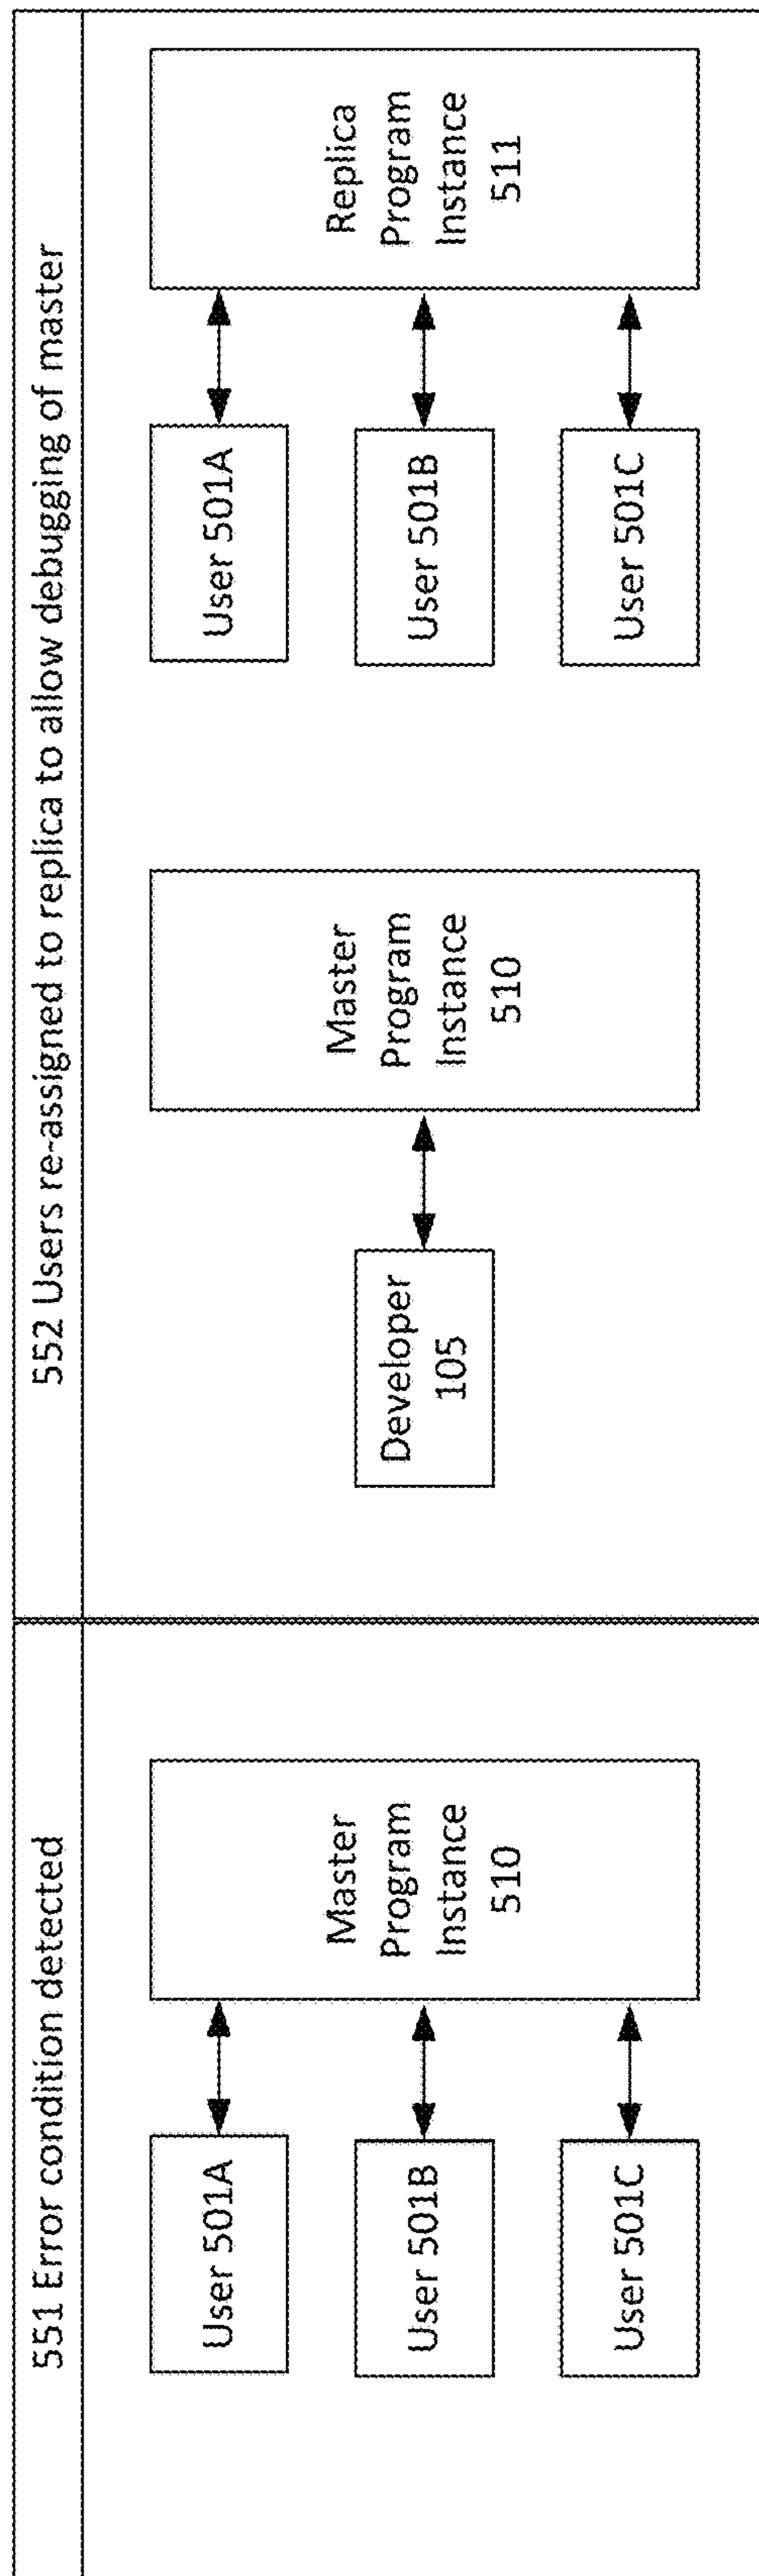 551 Error condition detected
User 501A
User 501B
User 501C
Master
Program
Instance
510
552 Users re-assigned to replica to allow debugging of master
Developer
105
Master
Program
Instance
510
User 501A
User 501B
User 501C
Replica
Program
Instance
511